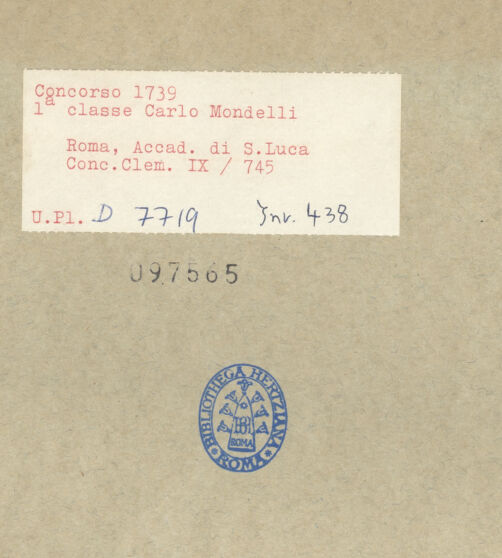 Concorso 1739
1ª classe Carlo Mondelli
Roma, Accad. di S.Luca
Conc.Clem. IX / 745
U.Pl. D 7719 Inv. 438
097565
BIBLIOTHECA HERTZIANA
BH
ROMA
* ROMA *